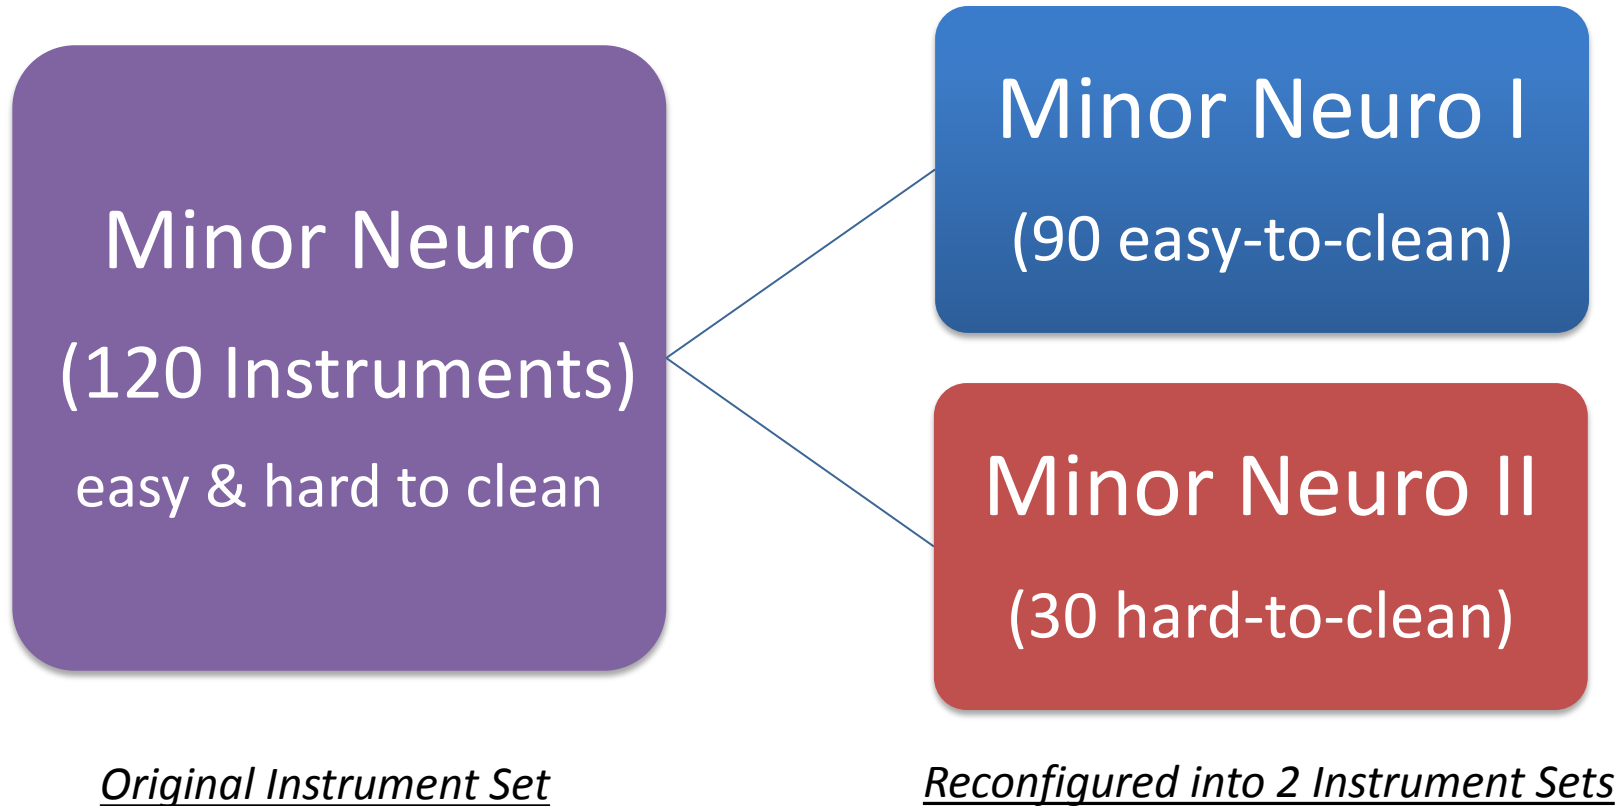 Minor Neuro
(120 Instruments)
easy & hard to clean
Original Instrument Set
Minor Neuro I
(90 easy-to-clean)
Minor Neuro II
(30 hard-to-clean)
Reconfigured into 2 Instrument Sets